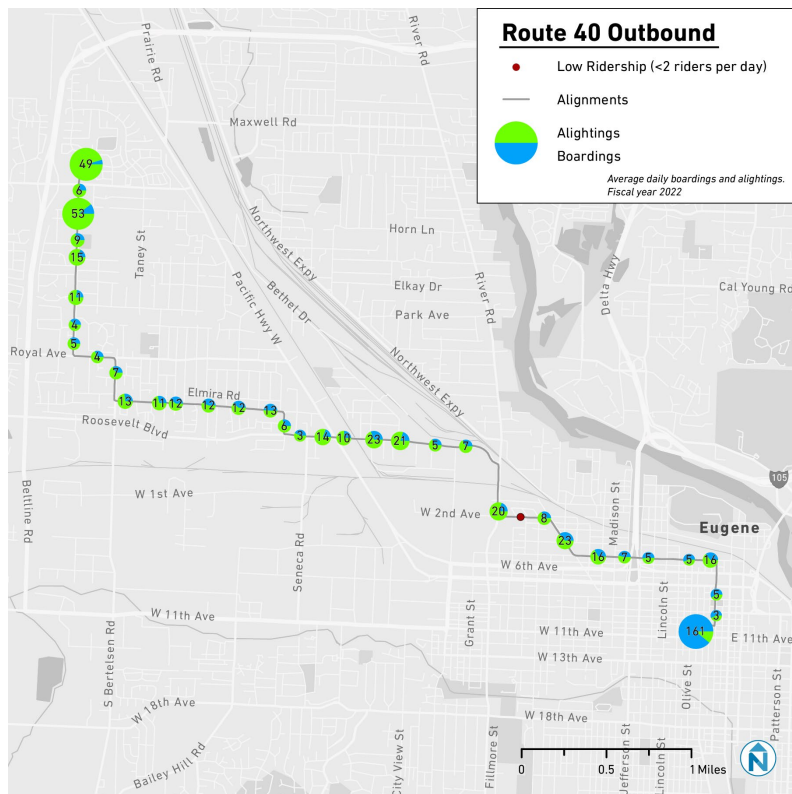 Route 40 Outbound
Low Ridership (<2 riders per day)
Alignments
Alightings
Boardings
Average daily boardings and alightings.
Fiscal year 2022
Prairie Rd
River Rd
Maxwell Rd
49
6
53
9
15
11
4
5
4
7
Taney St
Northwest Expy
Horn Ln
Delta Hwy
Pacific Hwy W
Bethel Dr
Elkay Dr
River Rd
Cal Young Rd
Park Ave
Northwest Expy
Royal Ave
Elmira Rd
13
11
12
12
12
13
6
3
14
10
23
21
5
7
Roosevelt Blvd
Beltline Rd
W 1st Ave
Madison St
105
W 2nd Ave
20
8
23
16
7
5
5
16
5
3
161
Eugene
Seneca Rd
W 6th Ave
Lincoln St
W 11th Ave
Grant St
W 11th Ave
E 11th Ave
S Bertelsen Rd
W 13th Ave
Olive St
Patterson St
W 18th Ave
W 18th Ave
Bailey Hill Rd
City View St
Fillmore St
Jefferson St
Lincoln St
0
0.5
1 Miles
N